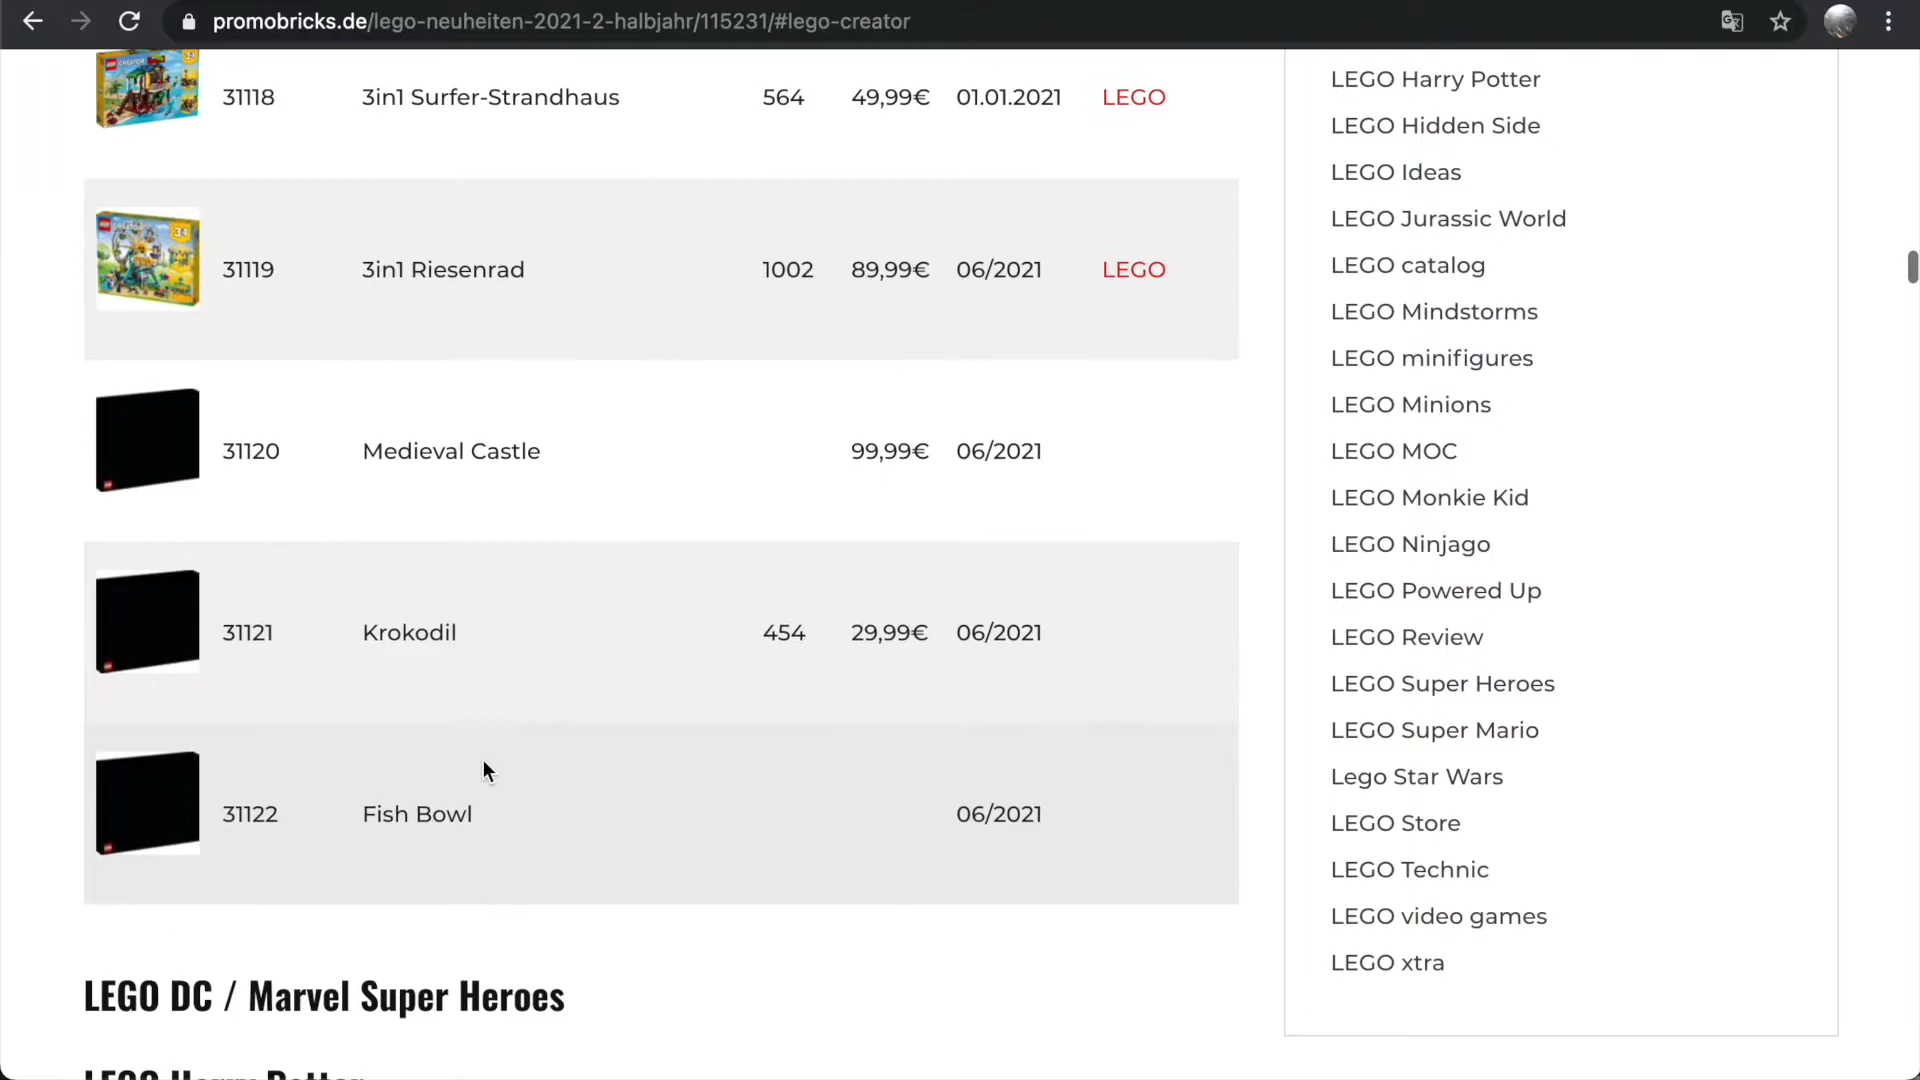 promobricks.de/lego-neuheiten-2021-2-halbjahr/115231/#lego-creator
31118 3in1 Surfer-Strandhaus 564 49,99€ 01.01.2021 LEGO
31119 3in1 Riesenrad 1002 89,99€ 06/2021 LEGO
31120 Medieval Castle 99,99€ 06/2021
31121 Krokodil 454 29,99€ 06/2021
31122 Fish Bowl 06/2021
LEGO DC / Marvel Super Heroes
LEGO Harry Potter
LEGO Harry Potter
LEGO Hidden Side
LEGO Ideas
LEGO Jurassic World
LEGO catalog
LEGO Mindstorms
LEGO minifigures
LEGO Minions
LEGO MOC
LEGO Monkie Kid
LEGO Ninjago
LEGO Powered Up
LEGO Review
LEGO Super Heroes
LEGO Super Mario
Lego Star Wars
LEGO Store
LEGO Technic
LEGO video games
LEGO xtra